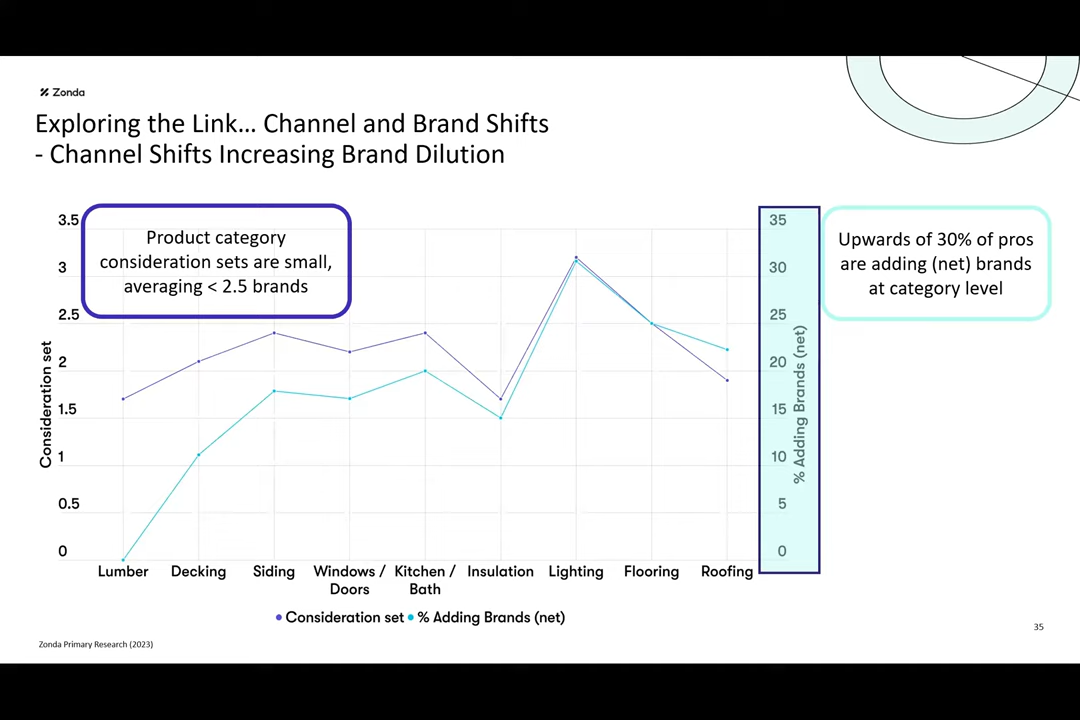 Zonda
Exploring the Link... Channel and Brand Shifts
- Channel Shifts Increasing Brand Dilution
Product category
consideration sets are small,
averaging < 2.5 brands
Upwards of 30% of pros
are adding (net) brands
at category level
Consideration set
3.5
3
2.5
2
1.5
1
0.5
0
35
30
25
20
15
10
5
0
% Adding Brands (net)
Lumber
Decking
Siding
Windows /
Doors
Kitchen /
Bath
Insulation
Lighting
Flooring
Roofing
Consideration set
% Adding Brands (net)
35
Zonda Primary Research (2023)